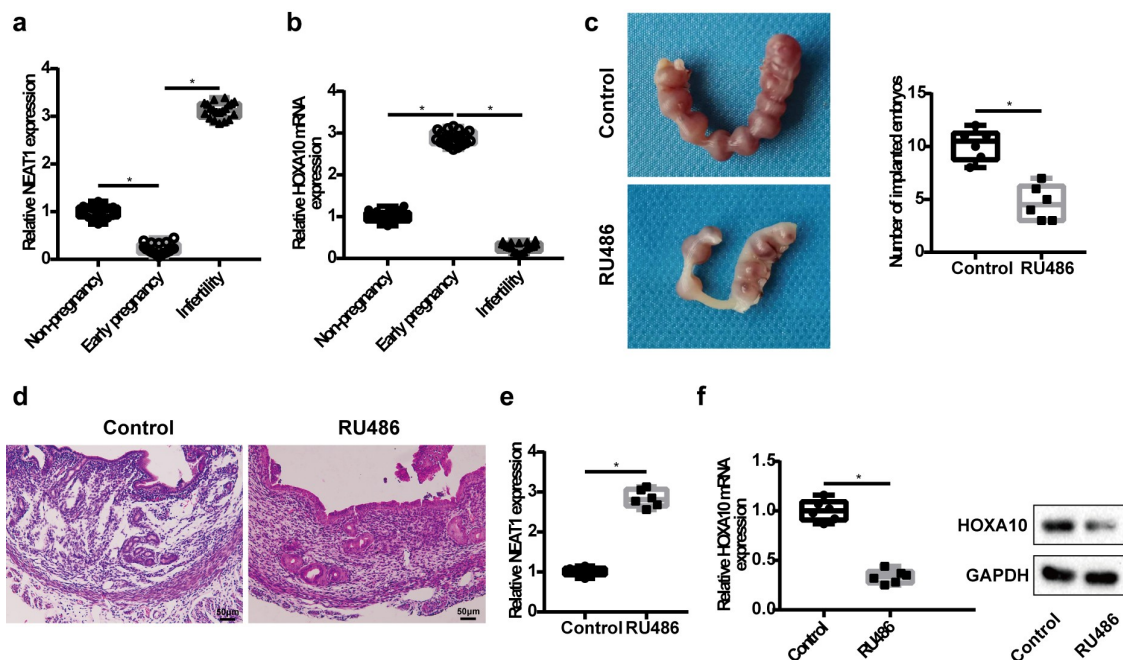 a
Relative NEAT1 expression
4
3
2
1
0
*
*
Non-pregnancy
Early pregnancy
Infertility
b
Relative HOXA10 mRNA
expression
4
3
2
1
0
*
*
Non-pregnancy
Early pregnancy
Infertility
c
Control
RU486
Number of implanted embryos
15
10
5
0
*
Control RU486
d
Control
RU486
50μm
50μm
e
Relative NEAT1 expression
4
3
2
1
0
*
Control RU486
f
Relative HOXA10 mRNA
expression
1.5
1.0
0.5
0.0
*
Control
RU486
HOXA10
GAPDH
Control
RU486